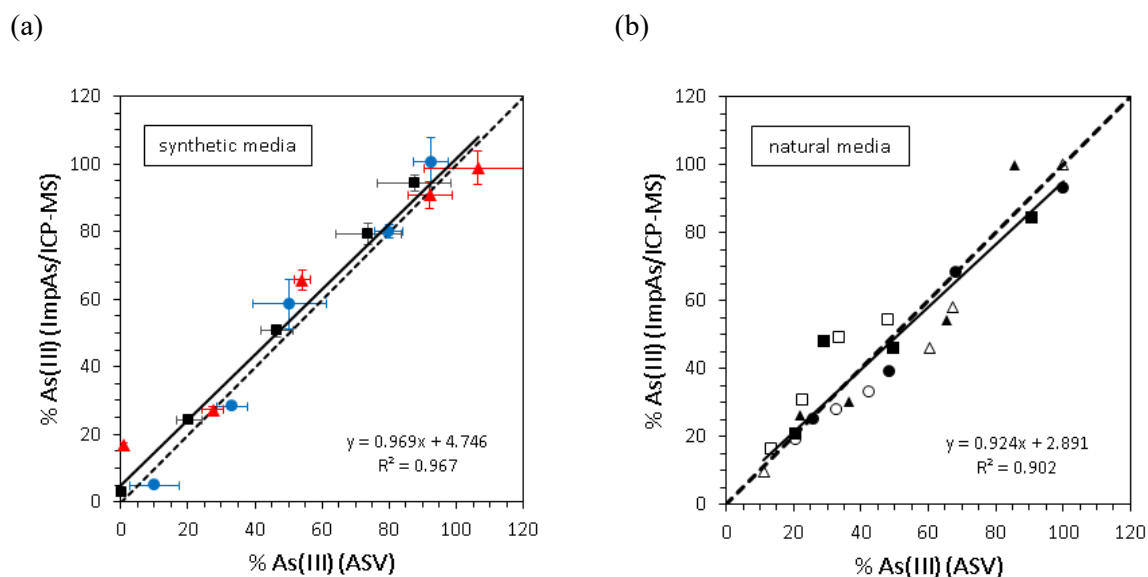 (a)
120
100
80
60
40
20
0
% As(III) (ImpAs/ICP-MS)
synthetic media
y = 0.969x + 4.746
R² = 0.967
0 20 40 60 80 100 120
% As(III) (ASV)
(b)
120
100
80
60
40
20
0
% As(III) (ImpAs/ICP-MS)
natural media
y = 0.924x + 2.891
R² = 0.902
0 20 40 60 80 100 120
% As(III) (ASV)